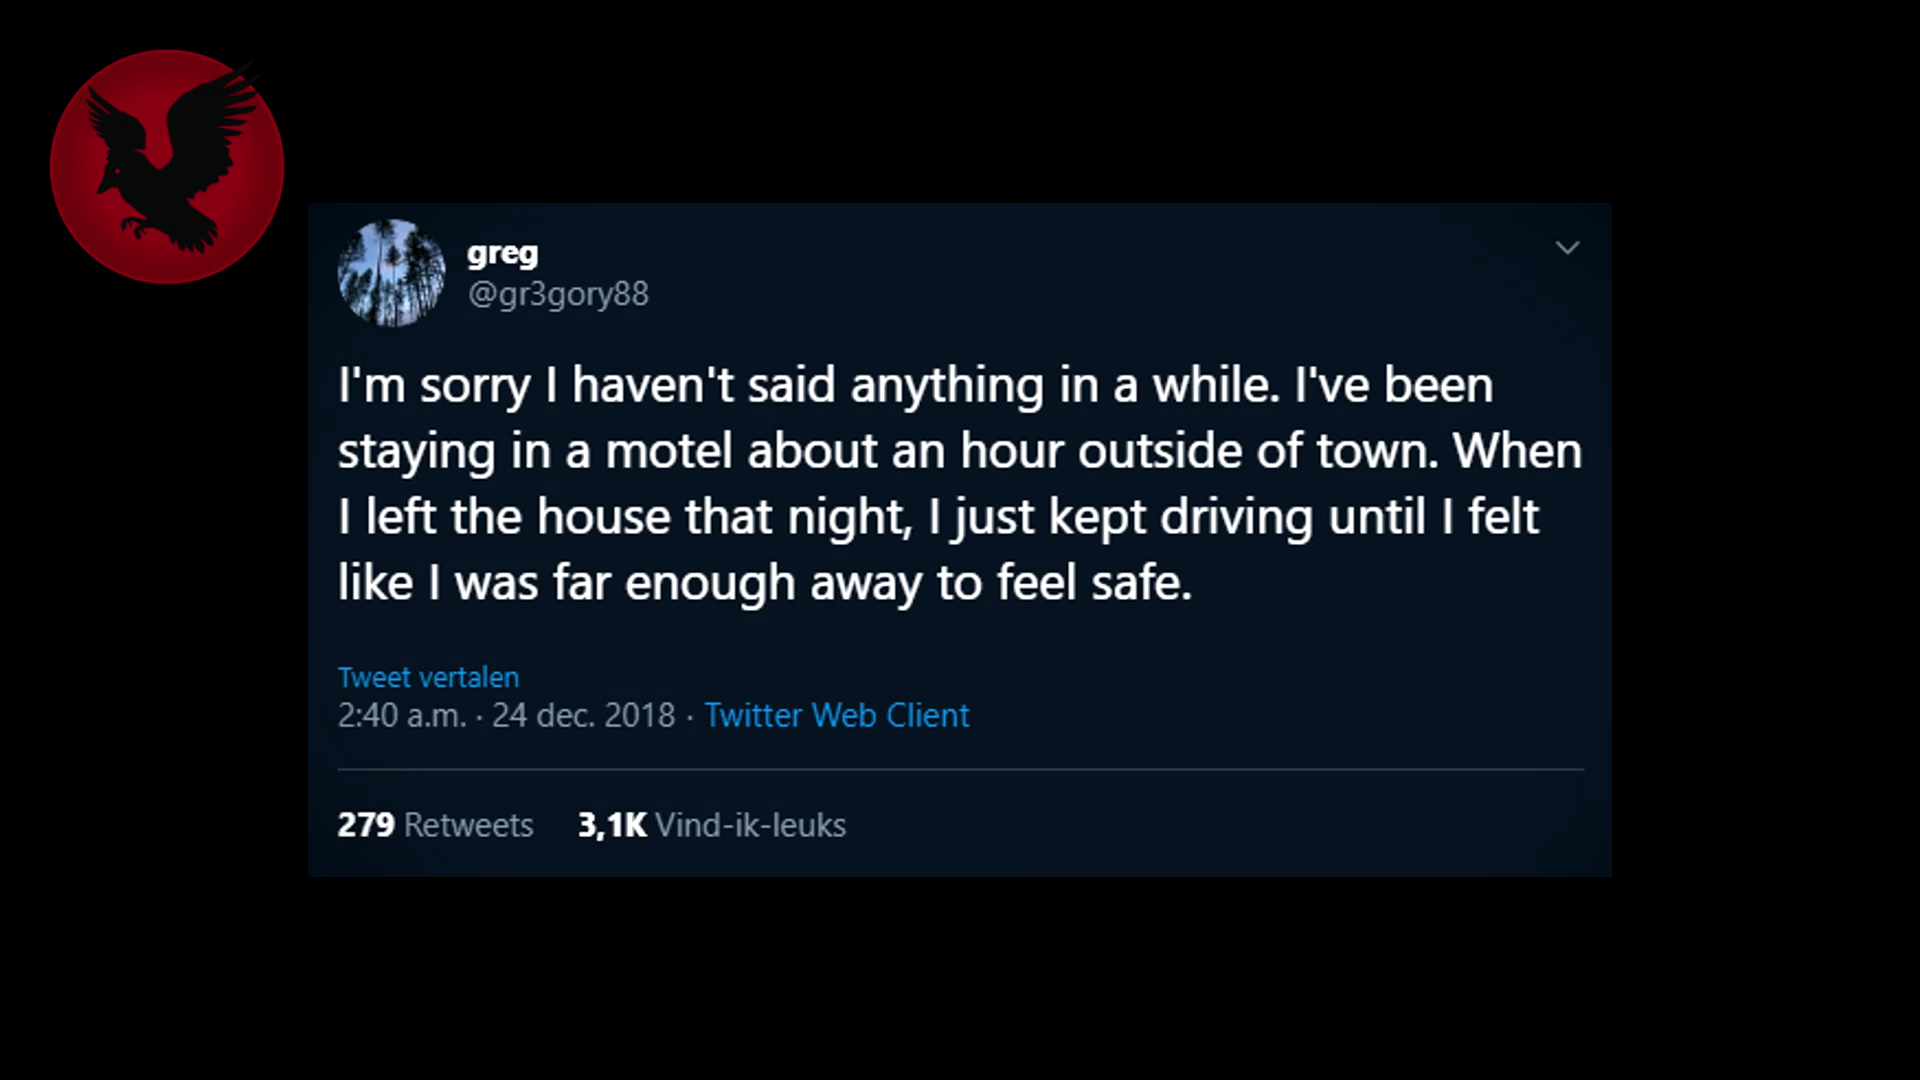 greg
@gr3gory88
I'm sorry I haven't said anything in a while. I've been
staying in a motel about an hour outside of town. When
I left the house that night, I just kept driving until I felt
like I was far enough away to feel safe.
Tweet vertalen
2:40 a.m. · 24 dec. 2018 · Twitter Web Client
279 Retweets 3,1K Vind-ik-leuks